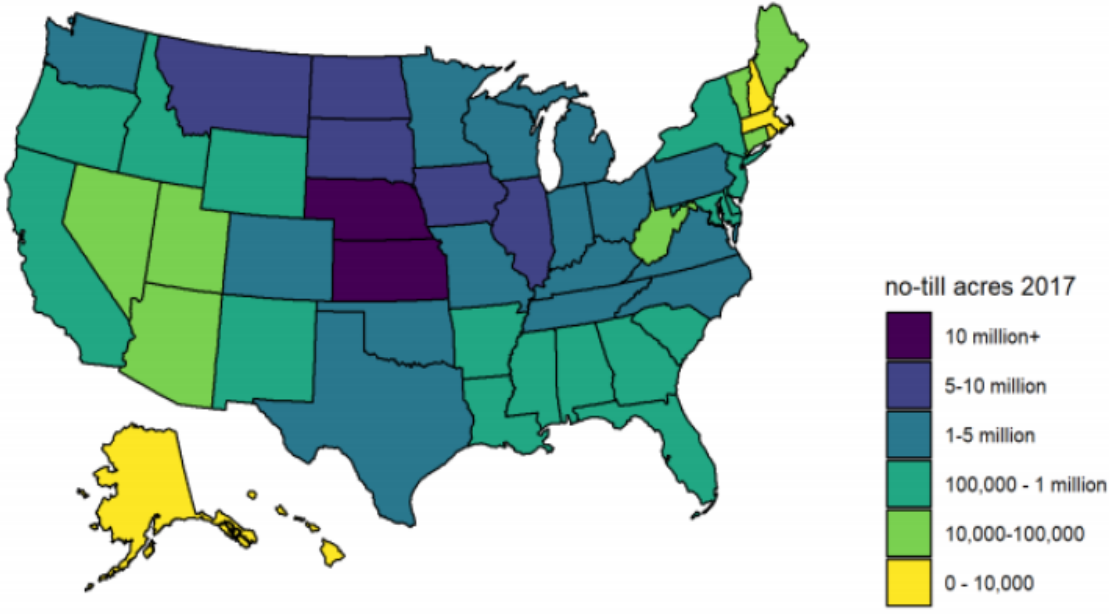 no-till acres 2017
10 million+
5-10 million
1-5 million
100,000 - 1 million
10,000-100,000
0 - 10,000